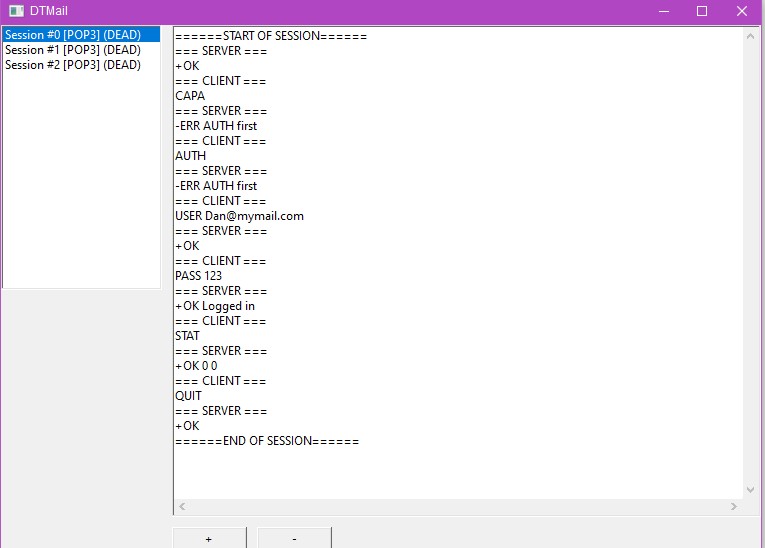 DTMail
Session #0 [POP3] (DEAD)
Session #1 [POP3] (DEAD)
Session #2 [POP3] (DEAD)
======START OF SESSION======
=== SERVER ===
+OK
=== CLIENT ===
CAPA
=== SERVER ===
-ERR AUTH first
=== CLIENT ===
AUTH
=== SERVER ===
-ERR AUTH first
=== CLIENT ===
USER Dan@mymail.com
=== SERVER ===
+OK
=== CLIENT ===
PASS 123
=== SERVER ===
+OK Logged in
=== CLIENT ===
STAT
=== SERVER ===
+OK 0 0
=== CLIENT ===
QUIT
=== SERVER ===
+OK
======END OF SESSION======
+
-